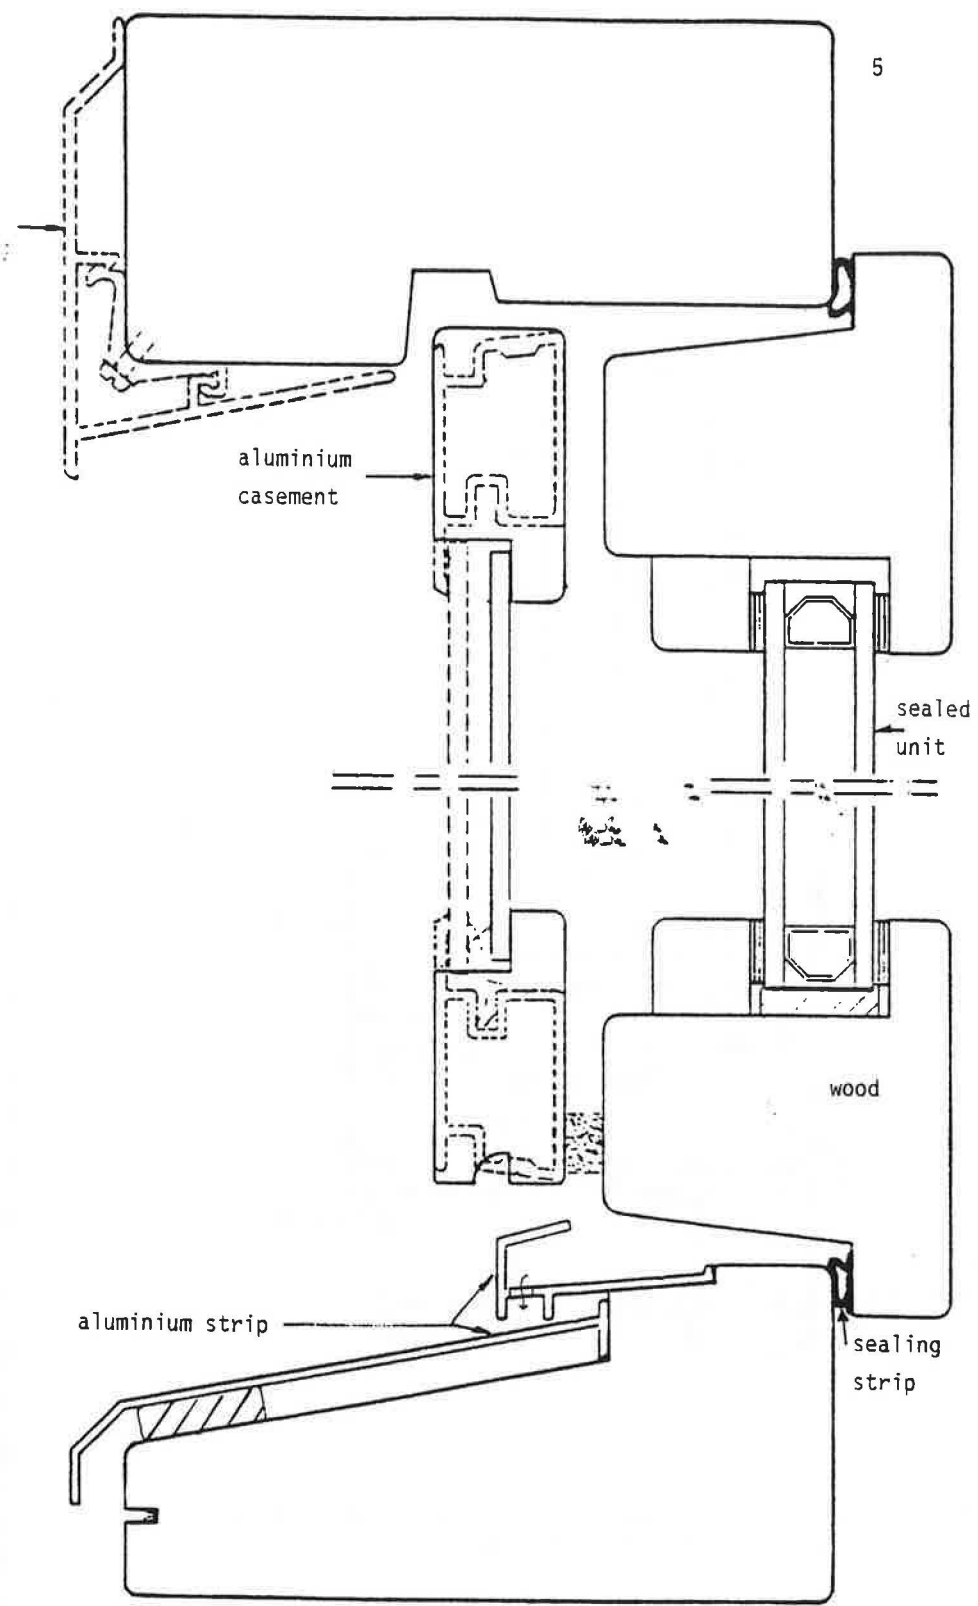 5
aluminium
casement
sealed
unit
wood
aluminium strip
sealing
strip